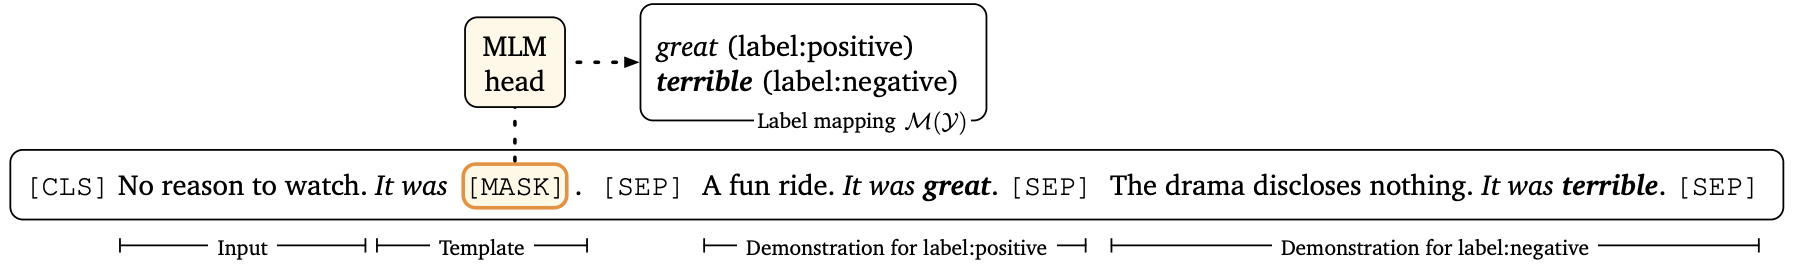 MLM
head
great (label:positive)
terrible (label:negative)
Label mapping M(Y)
[CLS] No reason to watch. It was [MASK] . [SEP] A fun ride. It was great. [SEP] The drama discloses nothing. It was terrible. [SEP]
Input Template Demonstration for label:positive Demonstration for label:negative